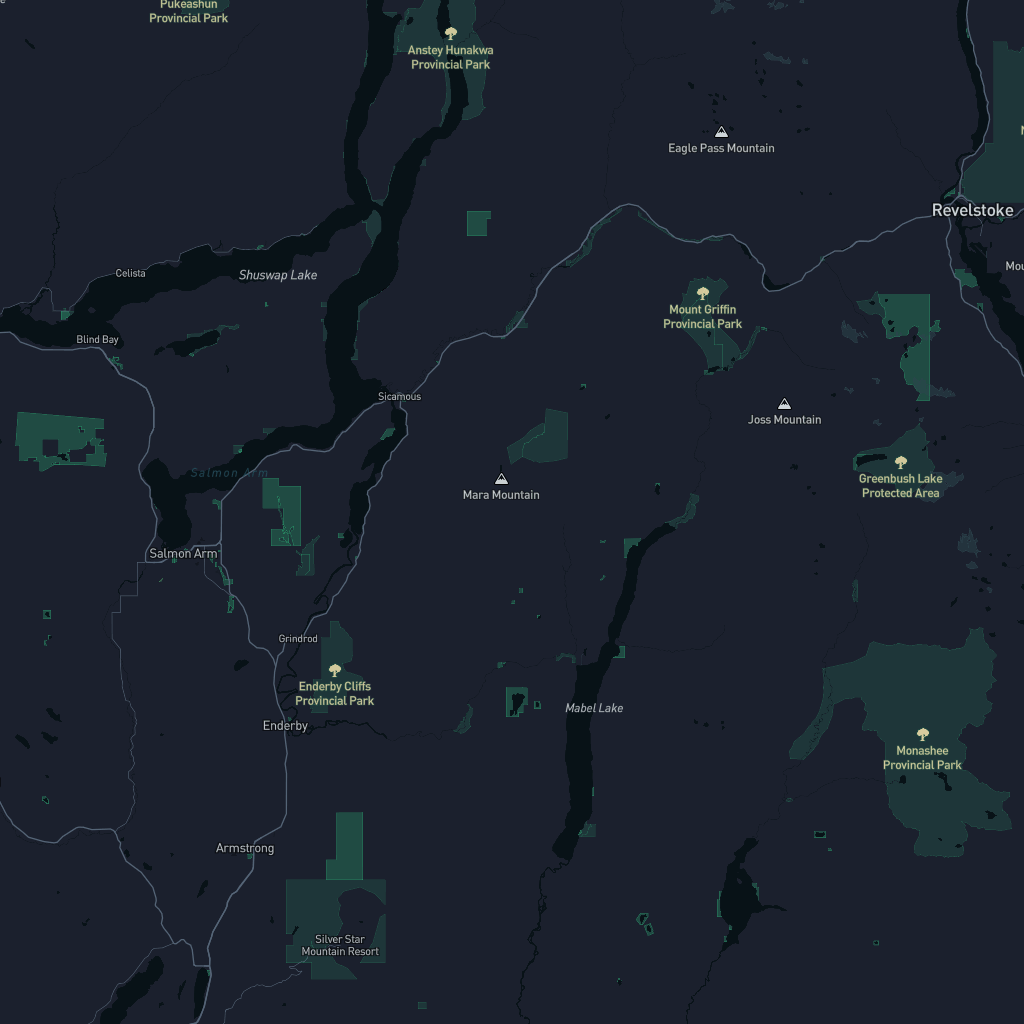 Pukeashun
Provincial Park
Anstey Hunakwa
Provincial Park
Eagle Pass Mountain
Revelstoke
Celista
Shuswap Lake
Mount Griffin
Provincial Park
Blind Bay
Sicamous
Joss Mountain
Salmon Arm
Mara Mountain
Greenbush Lake
Protected Area
Salmon Arm
Grindrod
Enderby Cliffs
Provincial Park
Mabel Lake
Enderby
Monashee
Provincial Park
Armstrong
Silver Star
Mountain Resort